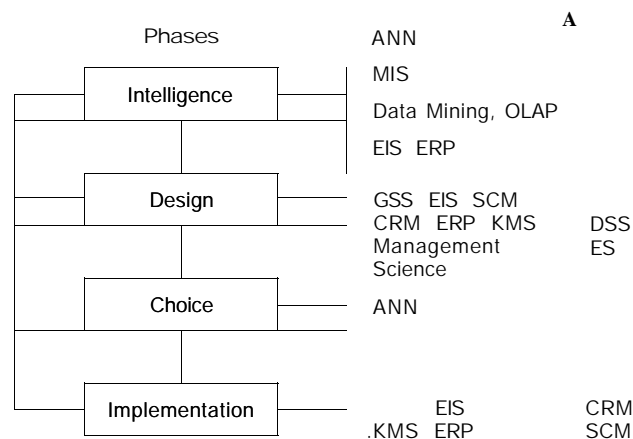 A
Phases
ANN
MIS
Intelligence
Data Mining, OLAP
EIS ERP
Design
GSS EIS SCM
CRM ERP KMS DSS
Management ES
Science
Choice
ANN
Implementation
EIS CRM
.KMS ERP SCM